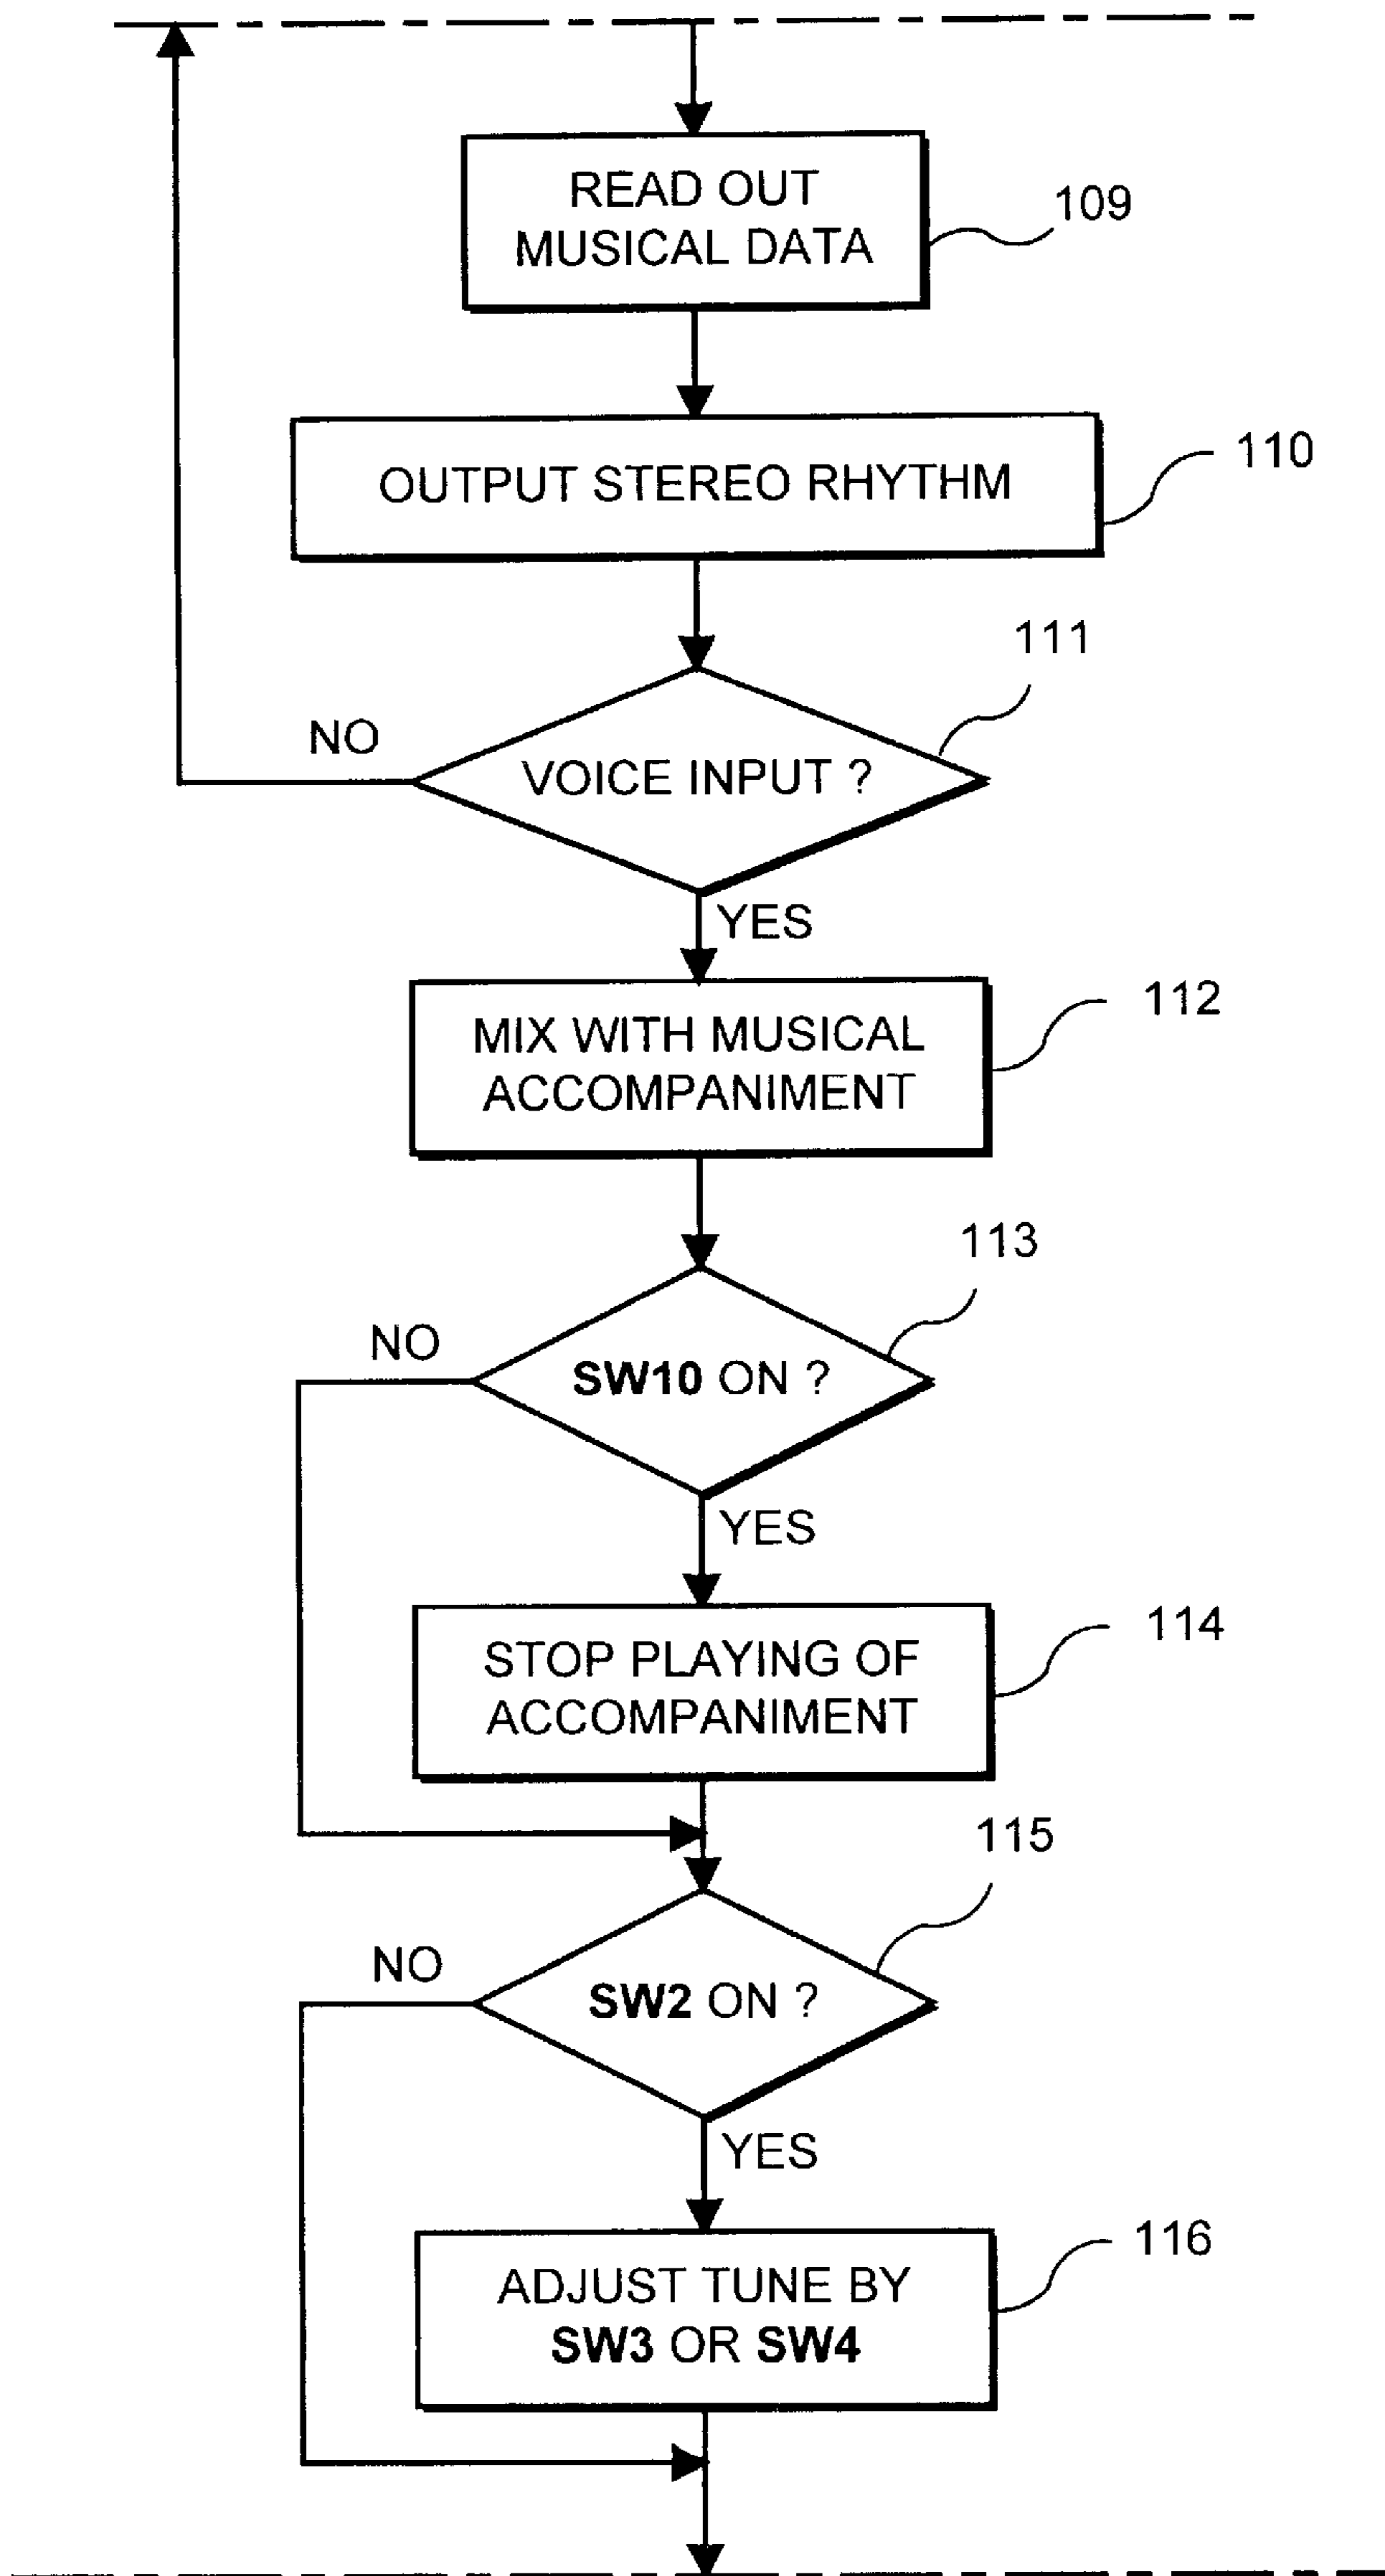 READ OUT
MUSICAL DATA
109
OUTPUT STEREO RHYTHM
110
111
NO
VOICE INPUT ?
YES
MIX WITH MUSICAL
ACCOMPANIMENT
112
113
NO
SW10 ON ?
YES
STOP PLAYING OF
ACCOMPANIMENT
114
115
NO
SW2 ON ?
YES
ADJUST TUNE BY
SW3 OR SW4
116